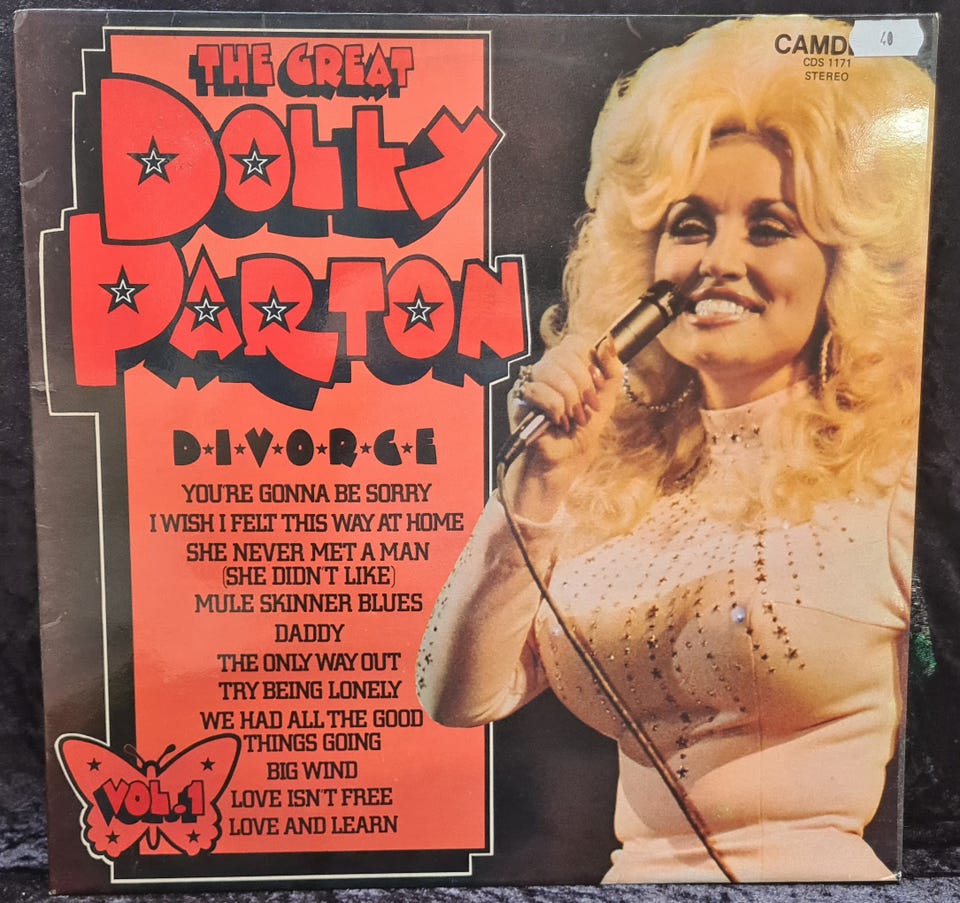 THE GREAT
DOLLY
PARTON
D★I★V★O★R★C★E
YOU'RE GONNA BE SORRY
I WISH I FELT THIS WAY AT HOME
SHE NEVER MET A MAN
(SHE DIDN'T LIKE)
MULE SKINNER BLUES
DADDY
THE ONLY WAY OUT
TRY BEING LONELY
WE HAD ALL THE GOOD
THINGS GOING
BIG WIND
LOVE ISN'T FREE
LOVE AND LEARN
VOL.1
CAMD
40
CDS 1171
STEREO